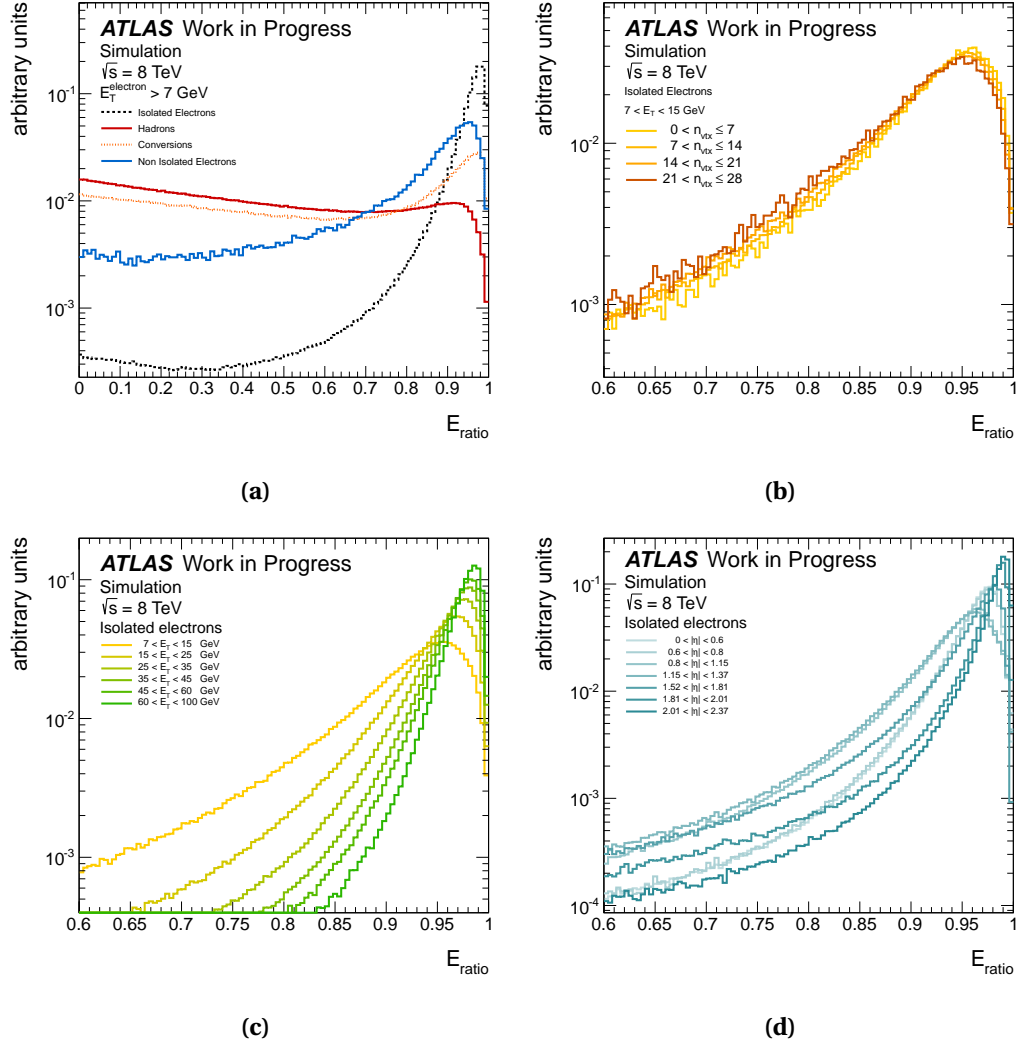 ATLAS Work in Progress
Simulation
√s = 8 TeV
E_T^electron > 7 GeV
Isolated Electrons
Hadrons
Conversions
Non Isolated Electrons
arbitrary units
10⁻¹
10⁻²
10⁻³
0 0.1 0.2 0.3 0.4 0.5 0.6 0.7 0.8 0.9 1
E_ratio
(a)
ATLAS Work in Progress
Simulation
√s = 8 TeV
Isolated Electrons
7 < E_T < 15 GeV
0 < n_vtx ≤ 7
7 < n_vtx ≤ 14
14 < n_vtx ≤ 21
21 < n_vtx ≤ 28
arbitrary units
10⁻²
10⁻³
0.6 0.65 0.7 0.75 0.8 0.85 0.9 0.95 1
E_ratio
(b)
ATLAS Work in Progress
Simulation
√s = 8 TeV
Isolated electrons
7 < E_T < 15 GeV
15 < E_T < 25 GeV
25 < E_T < 35 GeV
35 < E_T < 45 GeV
45 < E_T < 60 GeV
60 < E_T < 100 GeV
arbitrary units
10⁻¹
10⁻²
10⁻³
0.6 0.65 0.7 0.75 0.8 0.85 0.9 0.95 1
E_ratio
(c)
ATLAS Work in Progress
Simulation
√s = 8 TeV
Isolated electrons
0 < |η| < 0.6
0.6 < |η| < 0.8
0.8 < |η| < 1.15
1.15 < |η| < 1.37
1.52 < |η| < 1.81
1.81 < |η| < 2.01
2.01 < |η| < 2.37
arbitrary units
10⁻¹
10⁻²
10⁻³
10⁻⁴
0.6 0.65 0.7 0.75 0.8 0.85 0.9 0.95 1
E_ratio
(d)